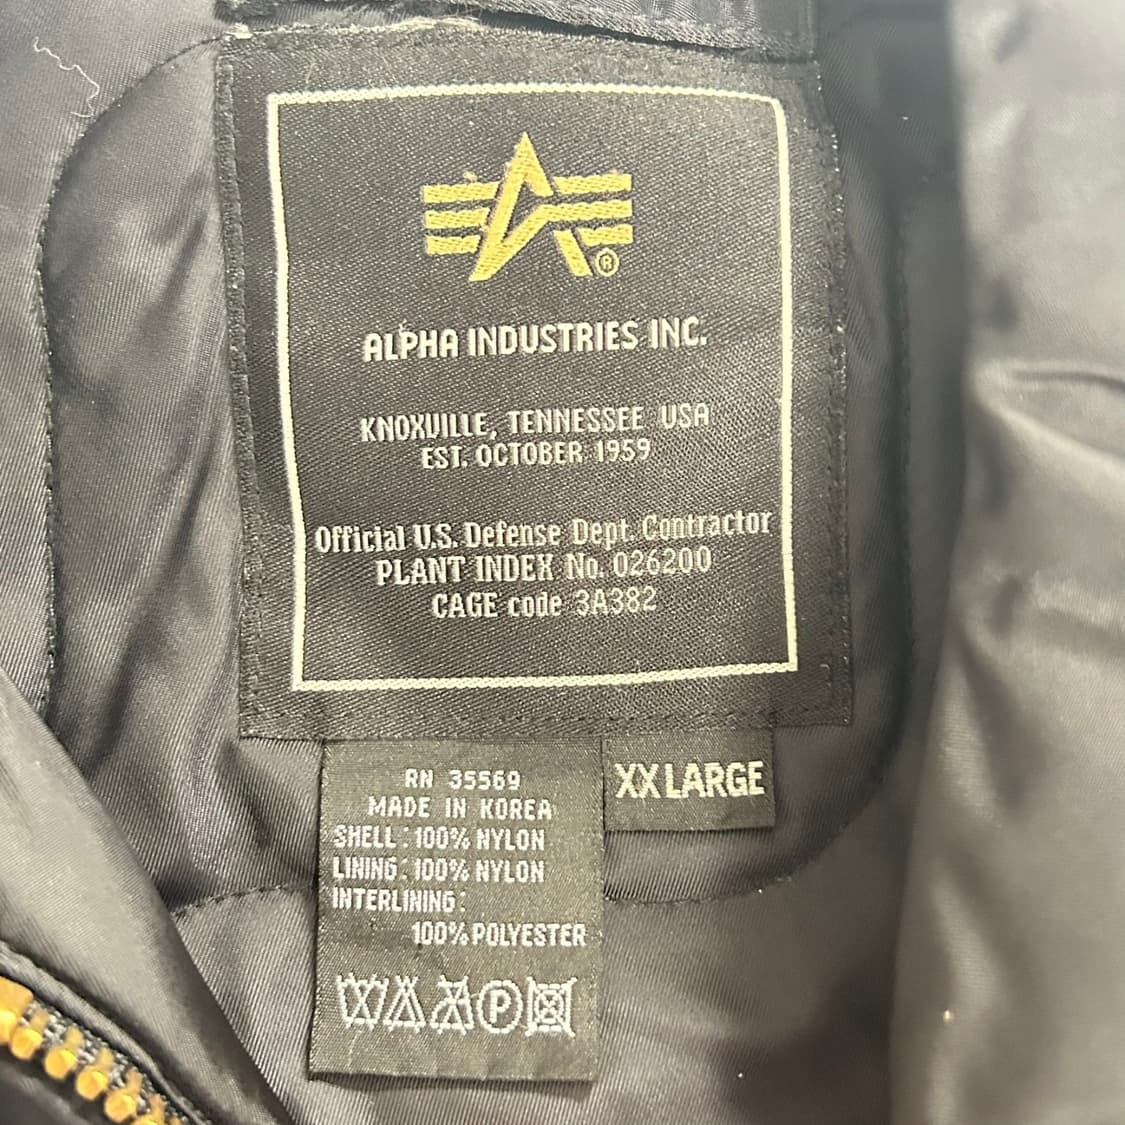 ®
ALPHA INDUSTRIES INC.
KNOXVILLE, TENNESSEE USA
EST. OCTOBER 1959
Official U.S. Defense Dept. Contractor
PLANT INDEX No. 026200
CAGE code 3A382
XX LARGE
RN 35569
MADE IN KOREA
SHELL : 100% NYLON
LINING : 100% NYLON
INTERLINING :
100% POLYESTER
P